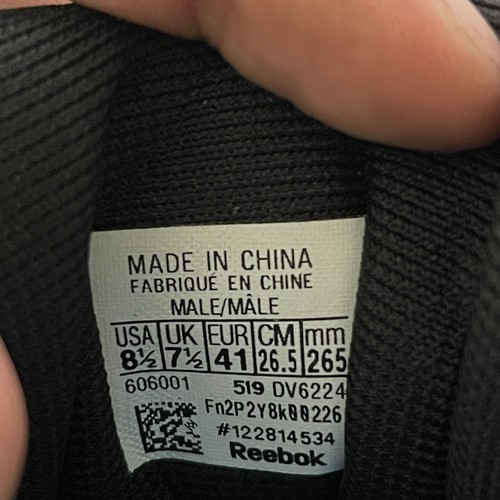 MADE IN CHINA
FABRIQUÉ EN CHINE
MALE/MÂLE
USA UK EUR CM mm
8½ 7½ 41 26.5 265
606001 519 DV6224
Fn2P2Y8k00226
#122814534
Reebok